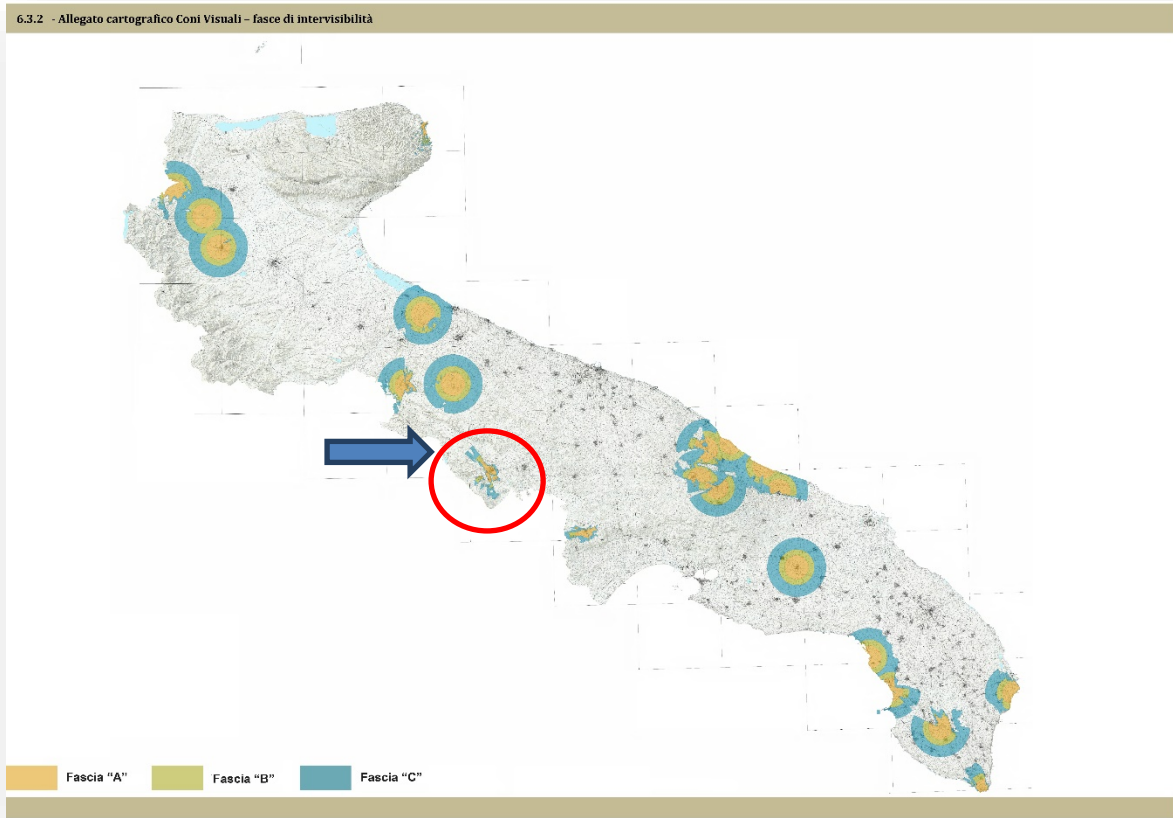 6.3.2 - Allegato cartografico Coni Visuali – fasce di intervisibilità
Fascia "A"
Fascia "B"
Fascia "C"